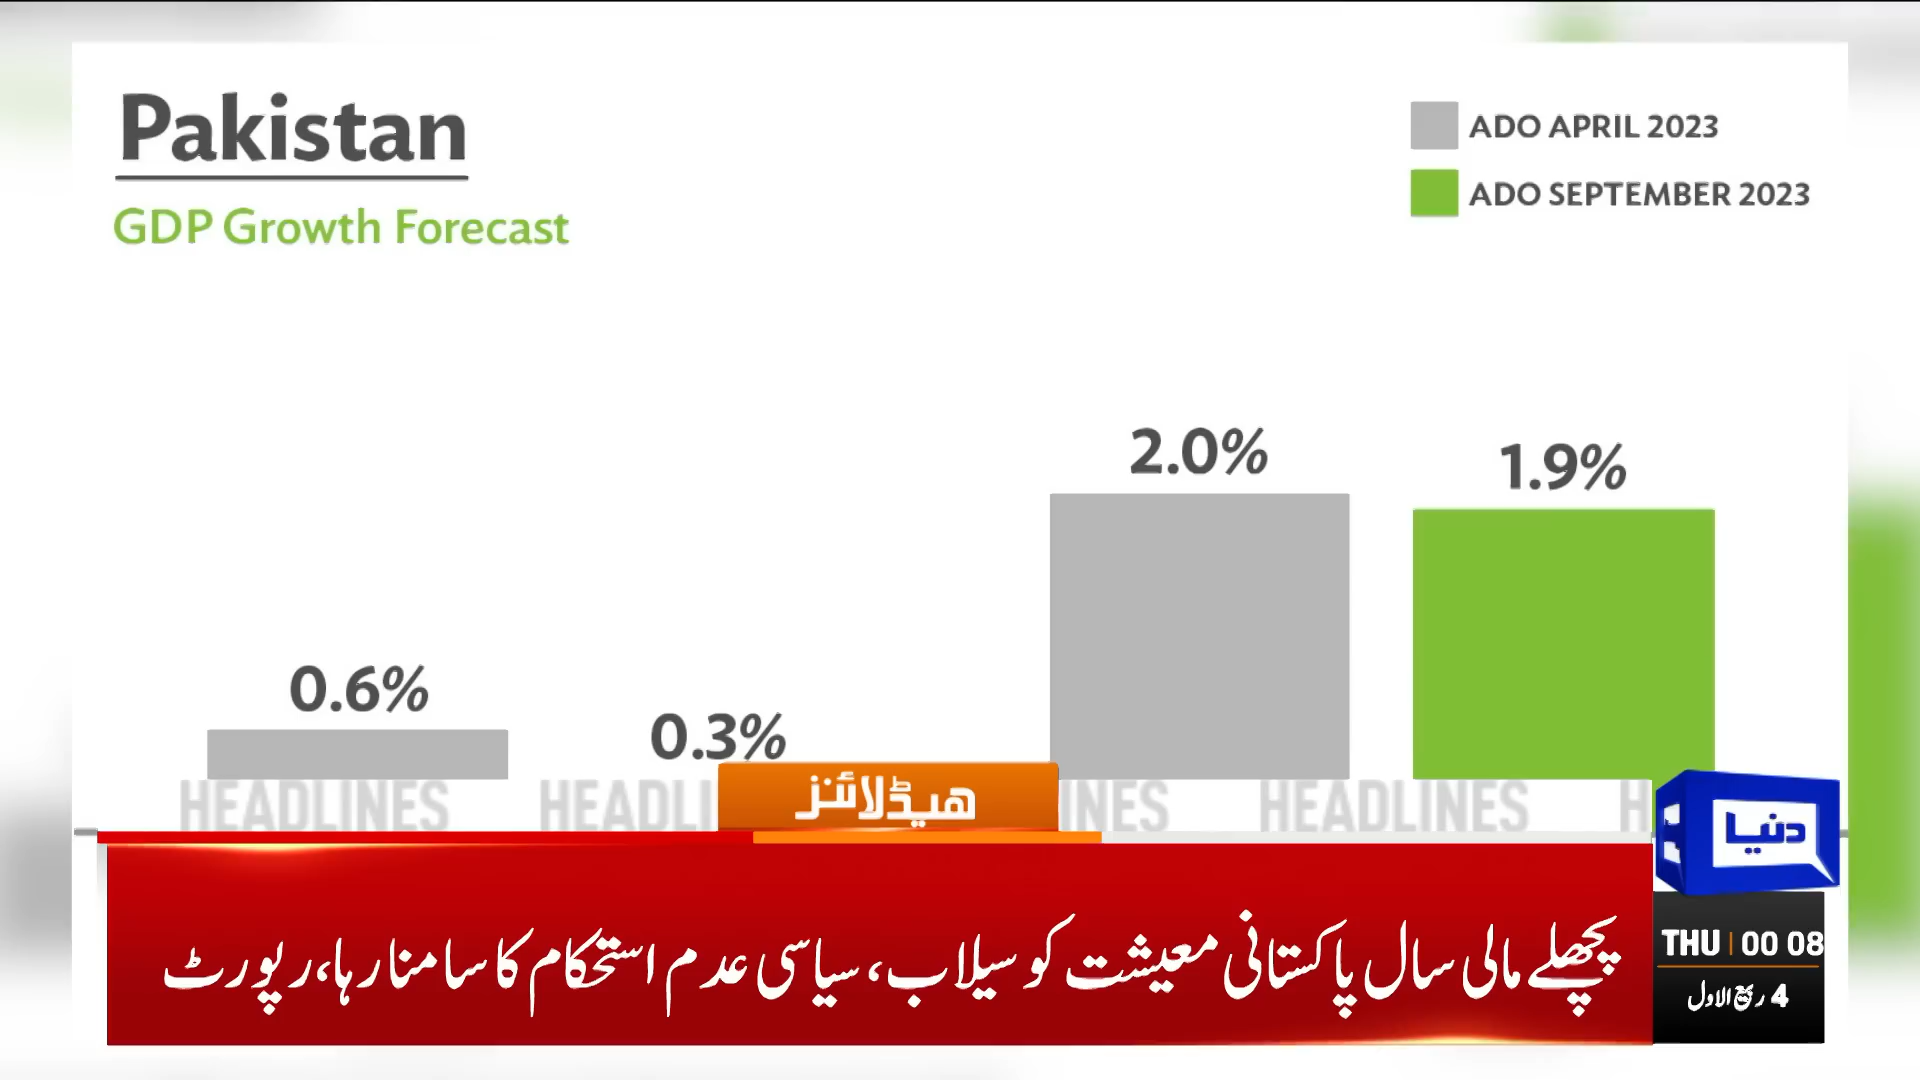 Pakistan
GDP Growth Forecast
ADO APRIL 2023
ADO SEPTEMBER 2023
0.6%
0.3%
2.0%
1.9%
HEADLINES HEADLI NES HEADLINES H
ھیڈلائنز
دنیا
پچھلے مالی سال پاکستانی معیشت کو سیلاب، سیاسی عدم استحکام کا سامنا رہا،رپورٹ
THU 00 08
4 ربیع الاول